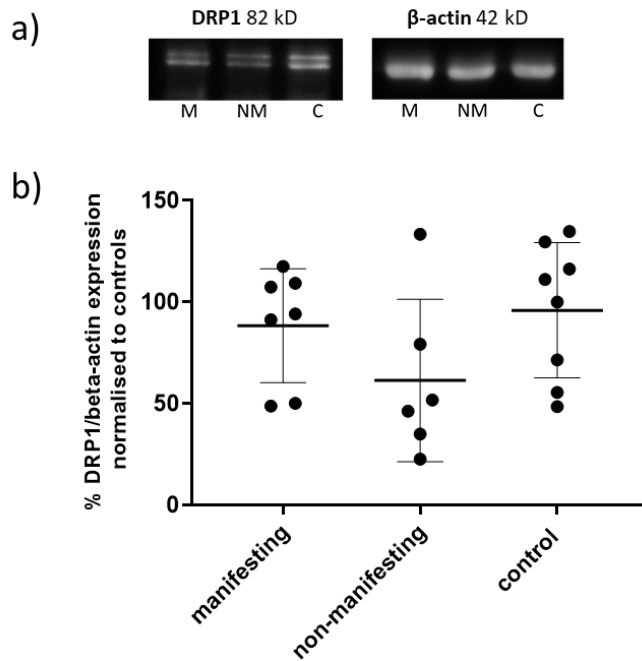 a)
DRP1 82 kD
β-actin 42 kD
M NM C
M NM C
b)
% DRP1/beta-actin expression
normalised to controls
150
100
50
0
manifesting
non-manifesting
control